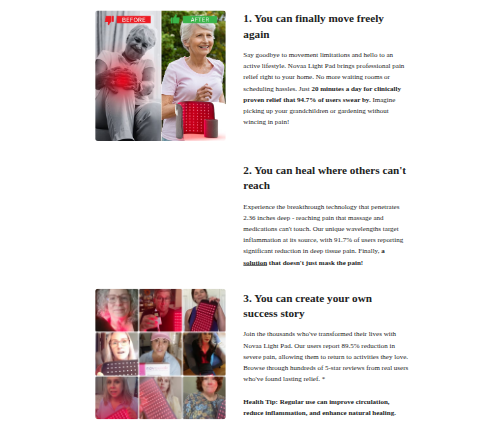 BEFORE
AFTER
1. You can finally move freely
again
Say goodbye to movement limitations and hello to an
active lifestyle. Novaa Light Pad brings professional pain
relief right to your home. No more waiting rooms or
scheduling hassles. Just 20 minutes a day for clinically
proven relief that 94.7% of users swear by. Imagine
picking up your grandchildren or gardening without
wincing in pain!
2. You can heal where others can't
reach
Experience the breakthrough technology that penetrates
2.36 inches deep - reaching pain that massage and
medications can't touch. Our unique wavelengths target
inflammation at its source, with 91.7% of users reporting
significant reduction in deep tissue pain. Finally, a
solution that doesn't just mask the pain!
3. You can create your own
success story
Join the thousands who've transformed their lives with
Novaa Light Pad. Our users report 89.5% reduction in
severe pain, allowing them to return to activities they love.
Browse through hundreds of 5-star reviews from real users
who've found lasting relief. *
Health Tip: Regular use can improve circulation,
reduce inflammation, and enhance natural healing.